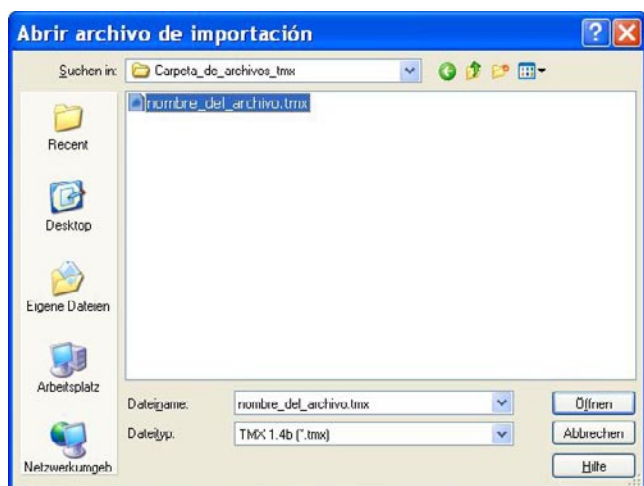 Abrir archivo de importación
Suchen in: Carpeta_de_archivos_tmx
nombre_del_archivo.tmx
Recent
Desktop
Eigene Dateien
Arbeitsplatz
Netzwerkumgeb
Dateiname: nombre_del_archivo.tmx Öffnen
Dateityp: TMX 1.4b (*.tmx) Abbrechen
Hilfe